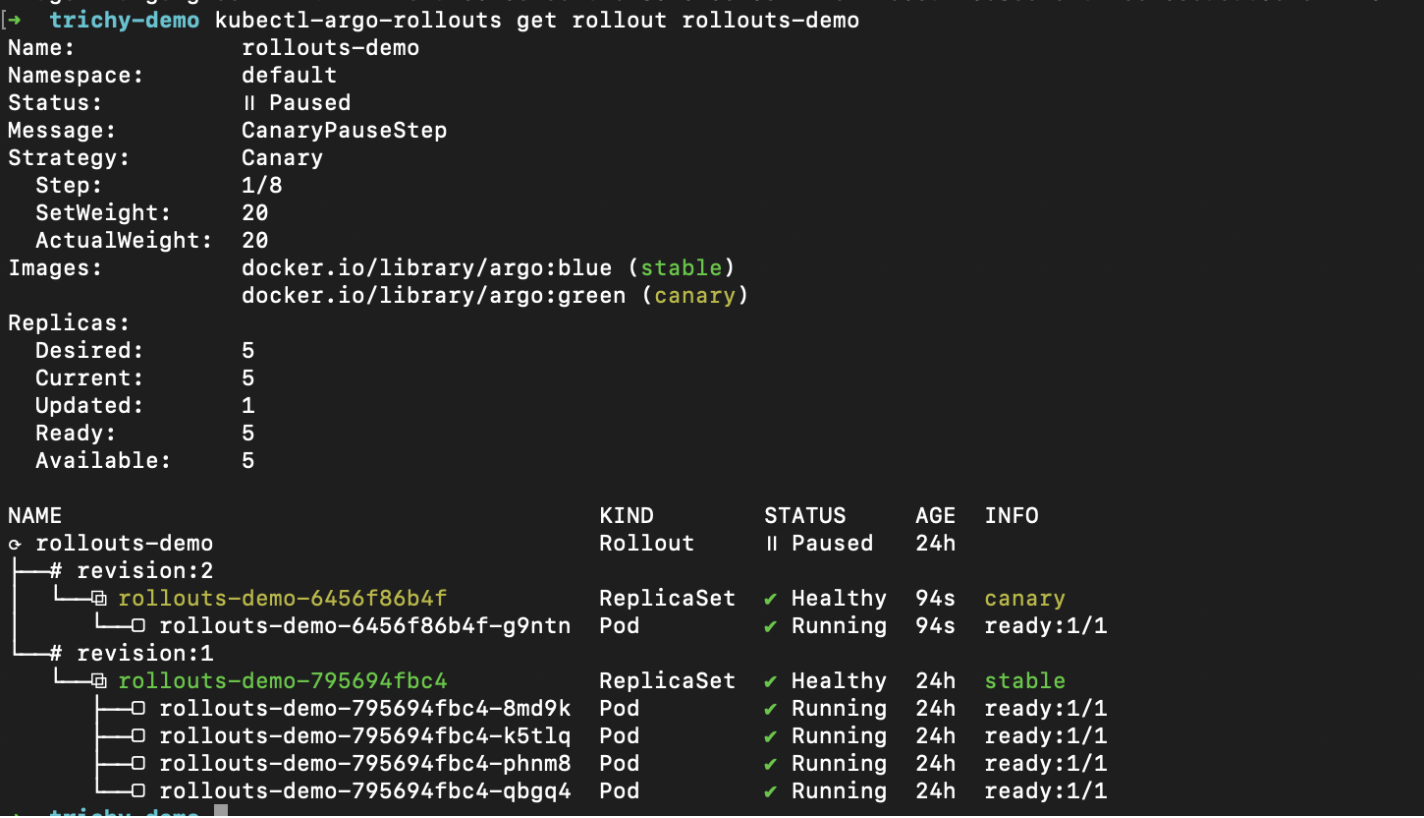 [➜  trichy-demo kubectl-argo-rollouts get rollout rollouts-demo
Name:            rollouts-demo
Namespace:       default
Status:          ॥ Paused
Message:         CanaryPauseStep
Strategy:        Canary
  Step:          1/8
  SetWeight:     20
  ActualWeight:  20
Images:          docker.io/library/argo:blue (stable)
                 docker.io/library/argo:green (canary)
Replicas:
  Desired:       5
  Current:       5
  Updated:       1
  Ready:         5
  Available:     5
NAME                                       KIND        STATUS     AGE  INFO
⟳ rollouts-demo                            Rollout     ॥ Paused   24h
├──# revision:2
│  └──⧉ rollouts-demo-6456f86b4f           ReplicaSet  ✔ Healthy  94s  canary
│     └──□ rollouts-demo-6456f86b4f-g9ntn  Pod         ✔ Running  94s  ready:1/1
└──# revision:1
   └──⧉ rollouts-demo-795694fbc4           ReplicaSet  ✔ Healthy  24h  stable
      ├──□ rollouts-demo-795694fbc4-8md9k  Pod         ✔ Running  24h  ready:1/1
      ├──□ rollouts-demo-795694fbc4-k5tlq  Pod         ✔ Running  24h  ready:1/1
      ├──□ rollouts-demo-795694fbc4-phnm8  Pod         ✔ Running  24h  ready:1/1
      └──□ rollouts-demo-795694fbc4-qbgq4  Pod         ✔ Running  24h  ready:1/1
➜  trichy-demo